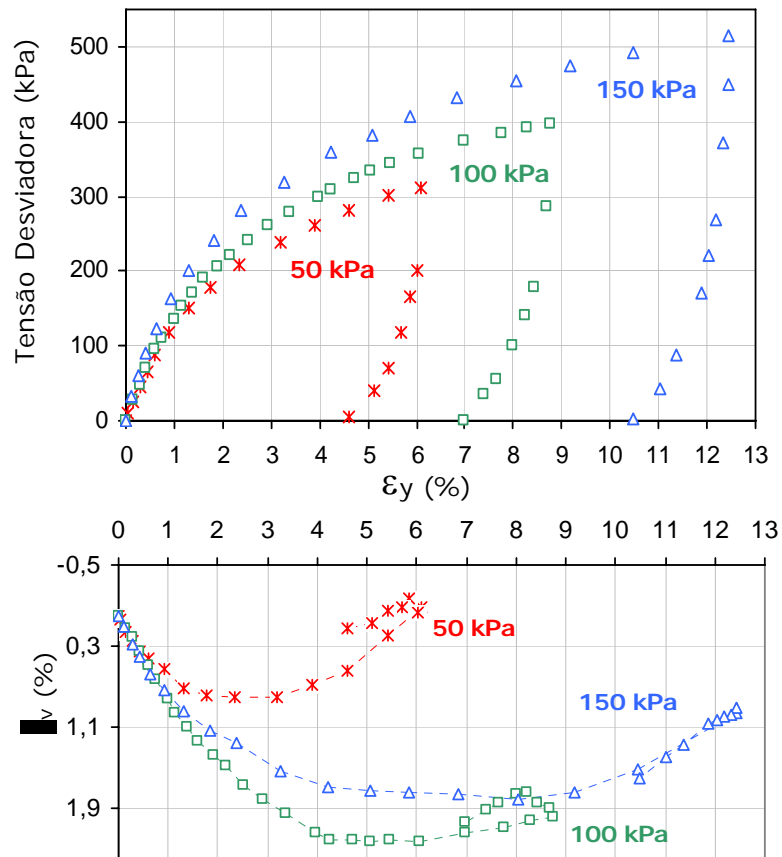 Tensão Desviadora (kPa)
500
400
300
200
100
0
150 kPa
100 kPa
50 kPa
0 1 2 3 4 5 6 7 8 9 10 11 12 13
εy (%)
0 1 2 3 4 5 6 7 8 9 10 11 12 13
-0,5
0,3
1,1
1,9
v (%)
50 kPa
150 kPa
100 kPa